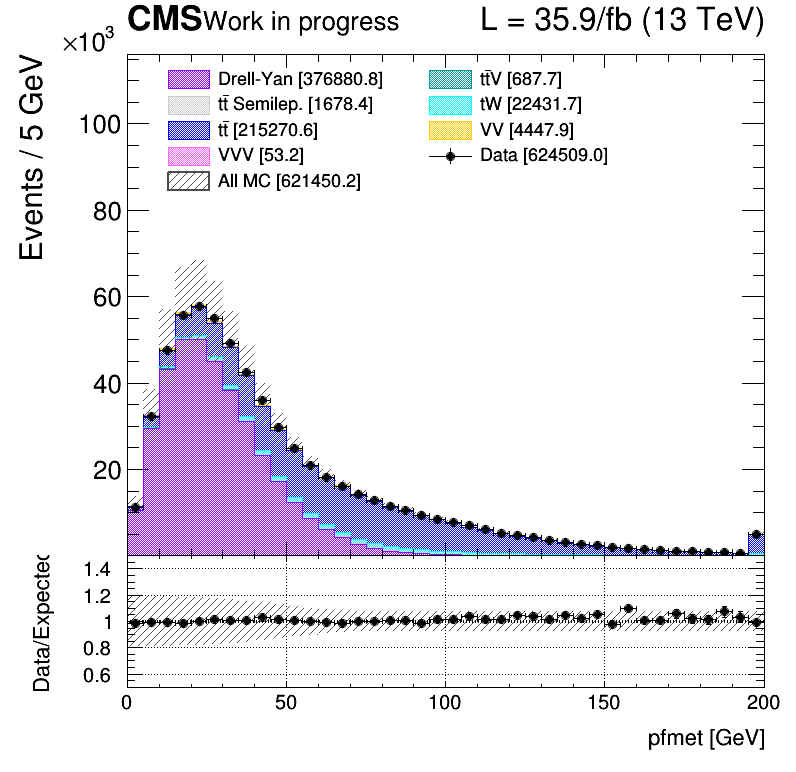 CMS Work in progress L = 35.9/fb (13 TeV)
×10³
Events / 5 GeV
Drell-Yan [376880.8]
tt̄ Semilep. [1678.4]
tt̄ [215270.6]
VVV [53.2]
All MC [621450.2]
tt̄V [687.7]
tW [22431.7]
VV [4447.9]
Data [624509.0]
100
80
60
40
20
Data/Expected
1.4
1.2
1
0.8
0.6
0 50 100 150 200
pfmet [GeV]